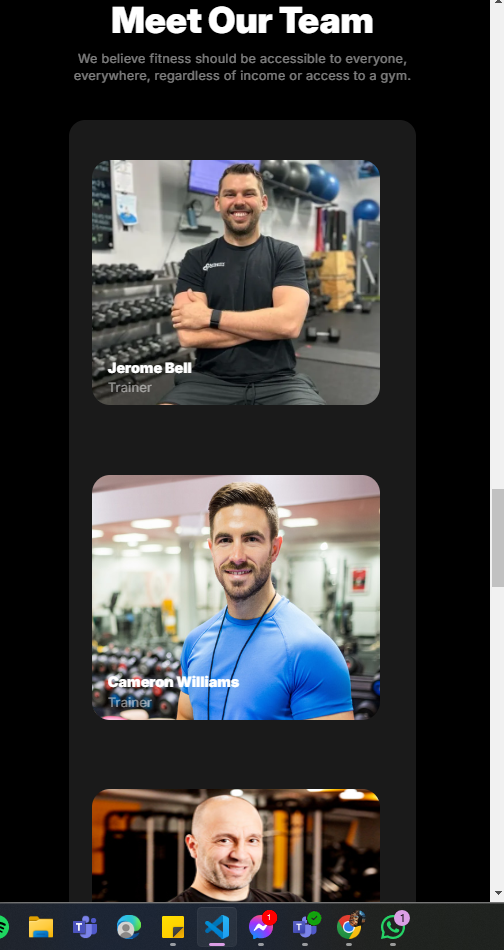 Meet Our Team
We believe fitness should be accessible to everyone,
everywhere, regardless of income or access to a gym.
Jerome Bell
Trainer
Cameron Williams
Trainer
1
1